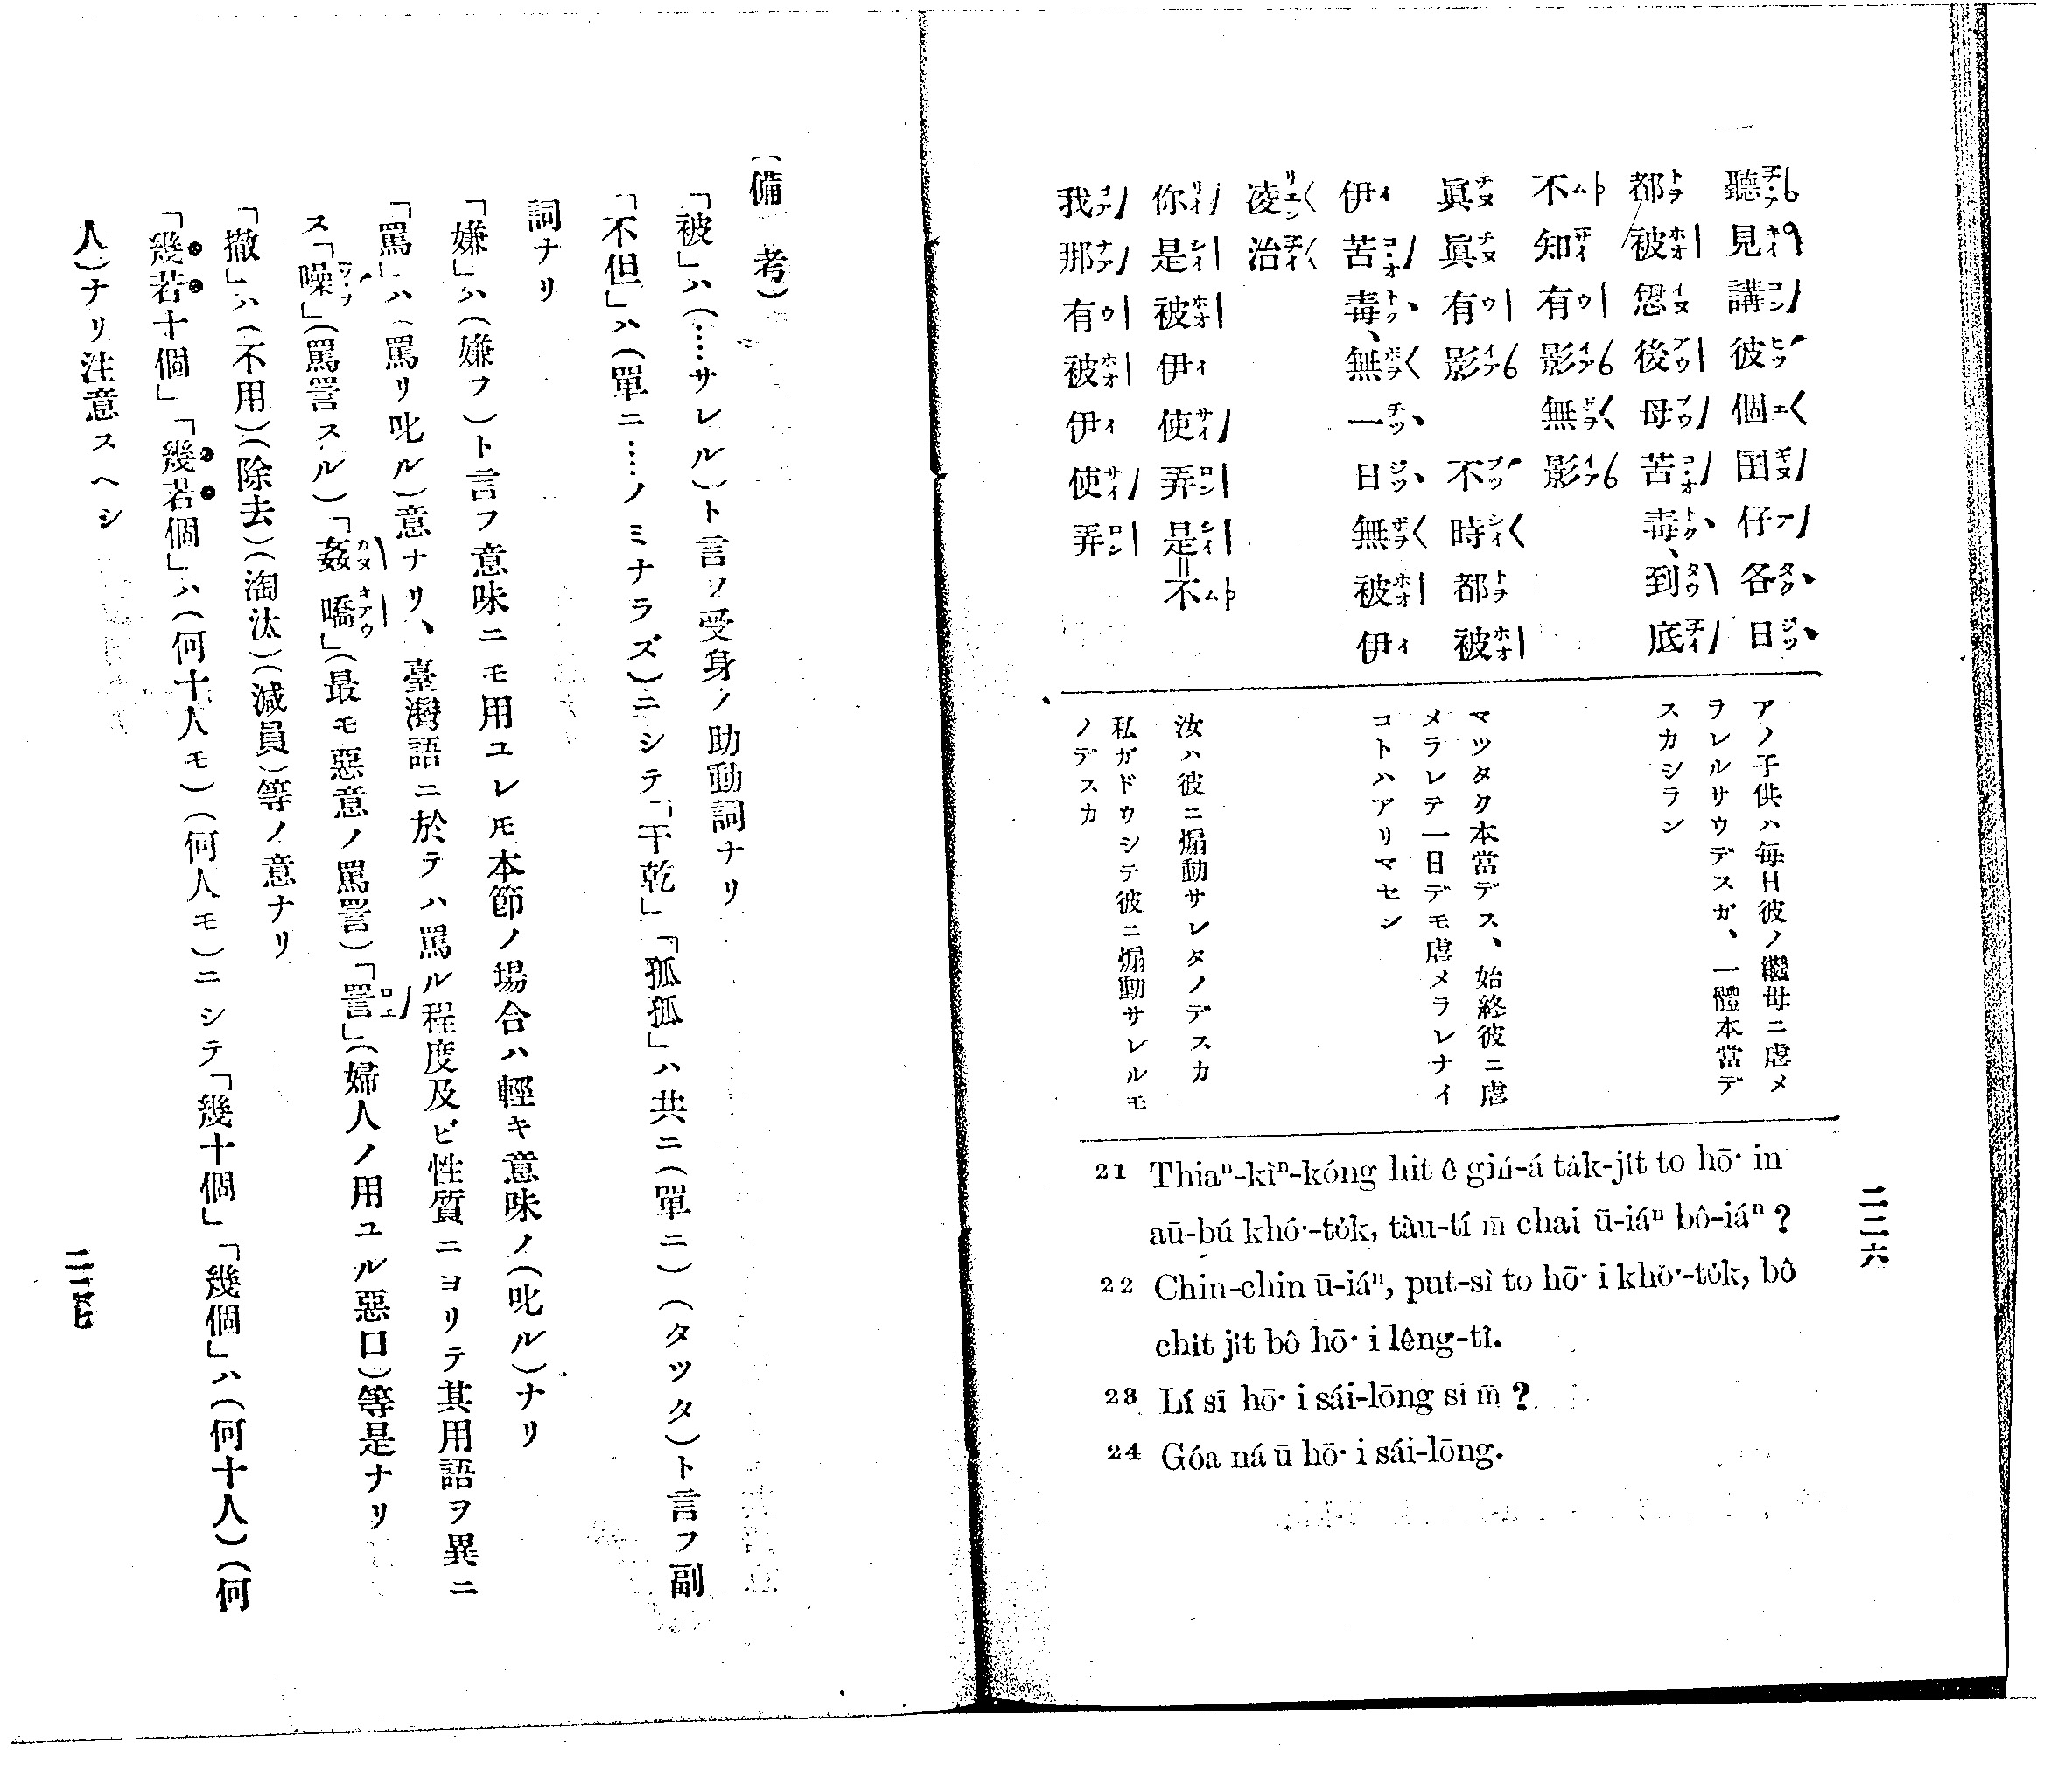 二二六
聽見講彼個囝仔各日
都被恁後母苦毒、到底
不知有影無影
眞眞有影　不時都被
伊苦毒、無一日無被伊
凌治
你是被伊使弄是＝不
我那有被伊使弄
アノ子供ハ每日彼ノ繼母ニ虐メ
ヲレルサウデスガ、一體本當デ
スカシラン
マツタク本當デス、始終彼ニ虐
メラレテ一日デモ虐メラレナイ
コトハアリマセン
汝ハ彼ニ煽動サレタノデスカ
私ガドウシテ彼ニ煽動サレルモ
ノデスカ
21 Thiaⁿ-kìⁿ-kóng hit ê gín-á ta̍k-ji̍t to hō͘ in
aū-bú khó͘-to̍k, tàu-tí m̄ chai ū-iáⁿ bô-iáⁿ?
22 Chin-chin ū-iáⁿ, put-sì to hō͘ i khó͘-to̍k, bô
chi̍t ji̍t bô hō͘ i lêng-tî.
23 Lí sī hō͘ i sái-lōng sī m̄?
24 Góa ná ū hō͘ i sái-lōng.
(備　考)
「被」ハ(……サレル)ト言フ受身ノ助動詞ナリ
「不但」ハ(單ニ……ノミナラズ)ニシテ「干乾」「孤孤」ハ共ニ(單ニ)(タツタ)ト言フ副
詞ナリ
「嫌」ハ(嫌フ)ト言フ意味ニモ用ユレ𪜈本節ノ場合ハ輕キ意味ノ(叱ル)ナリ
「罵」ハ(罵リ叱ル)意ナリ、臺灣語ニ於テハ罵ル程度及ビ性質ニヨリテ其用語ヲ異ニ
ス「噪」(罵詈スル)「姦嘺」(最モ惡意ノ罵詈)「詈」(婦人ノ用ユル惡口)等是ナリ
「撤」ハ(不用)(除去)(淘汰)(減員)等ノ意ナリ
「幾若十個」「幾若個」ハ(何十人モ)(何人モ)ニシテ「幾十個」「幾個」ハ(何十人)(何
人)ナリ注意スヘシ
二二七